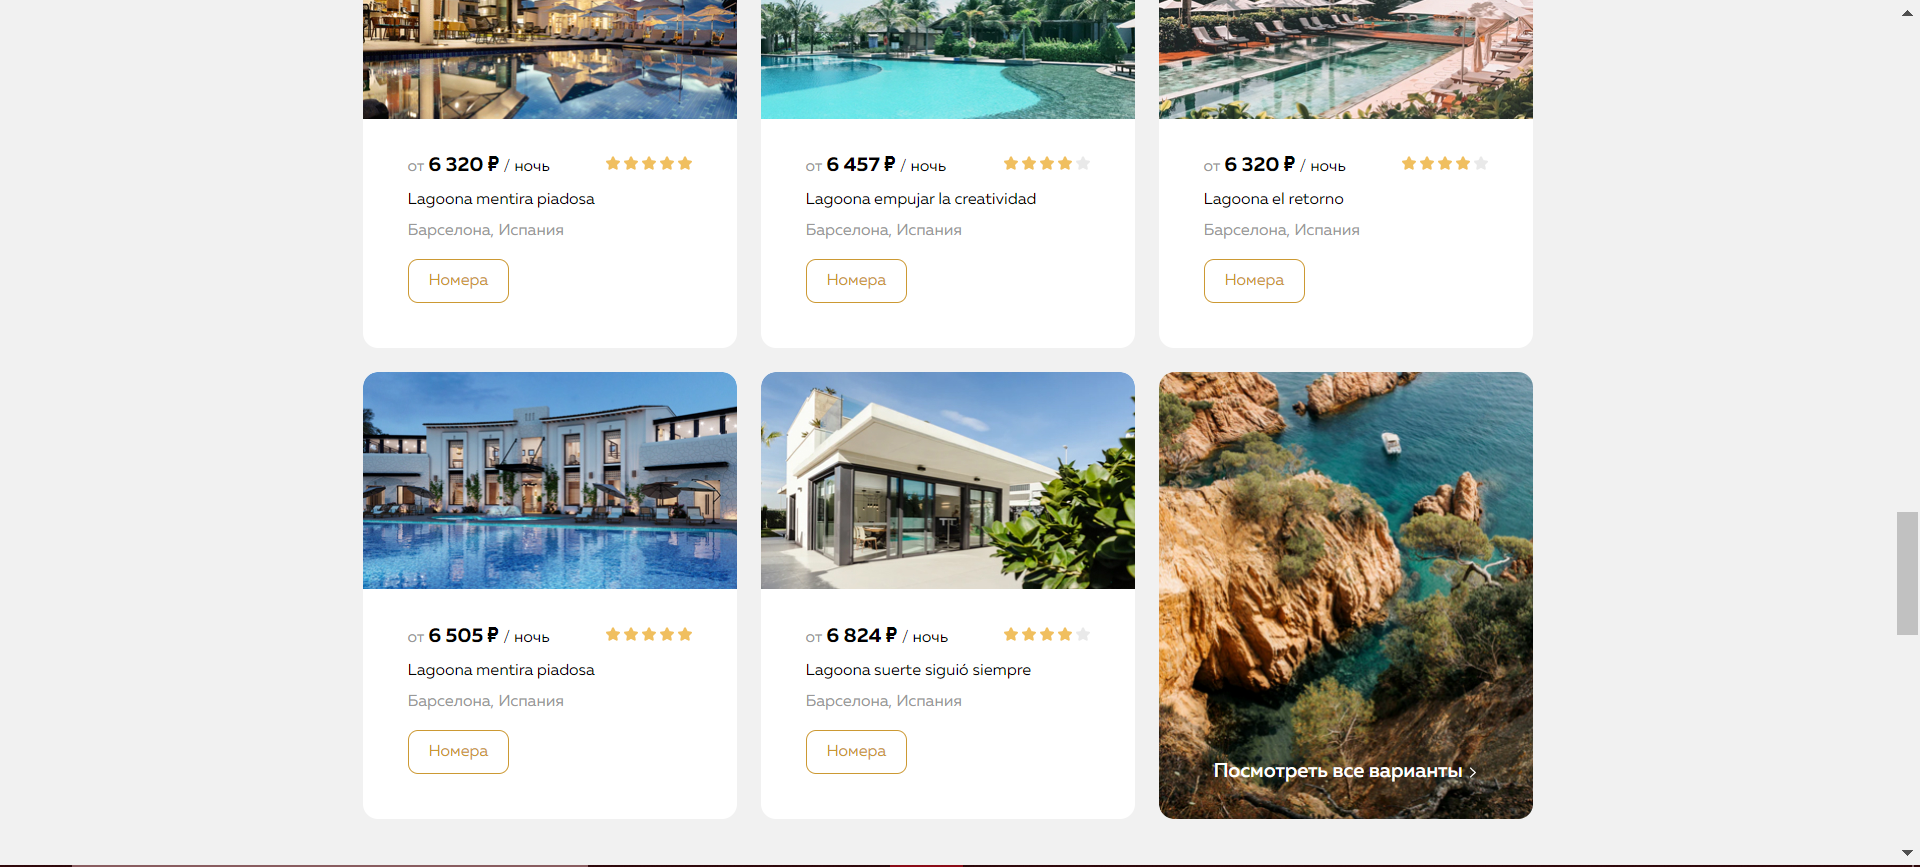 от 6 320 ₽ / ночь
Lagoona mentira piadosa
Барселона, Испания
Номера
от 6 457 ₽ / ночь
Lagoona empujar la creatividad
Барселона, Испания
Номера
от 6 320 ₽ / ночь
Lagoona el retorno
Барселона, Испания
Номера
от 6 505 ₽ / ночь
Lagoona mentira piadosa
Барселона, Испания
Номера
от 6 824 ₽ / ночь
Lagoona suerte siguió siempre
Барселона, Испания
Номера
Посмотреть все варианты >